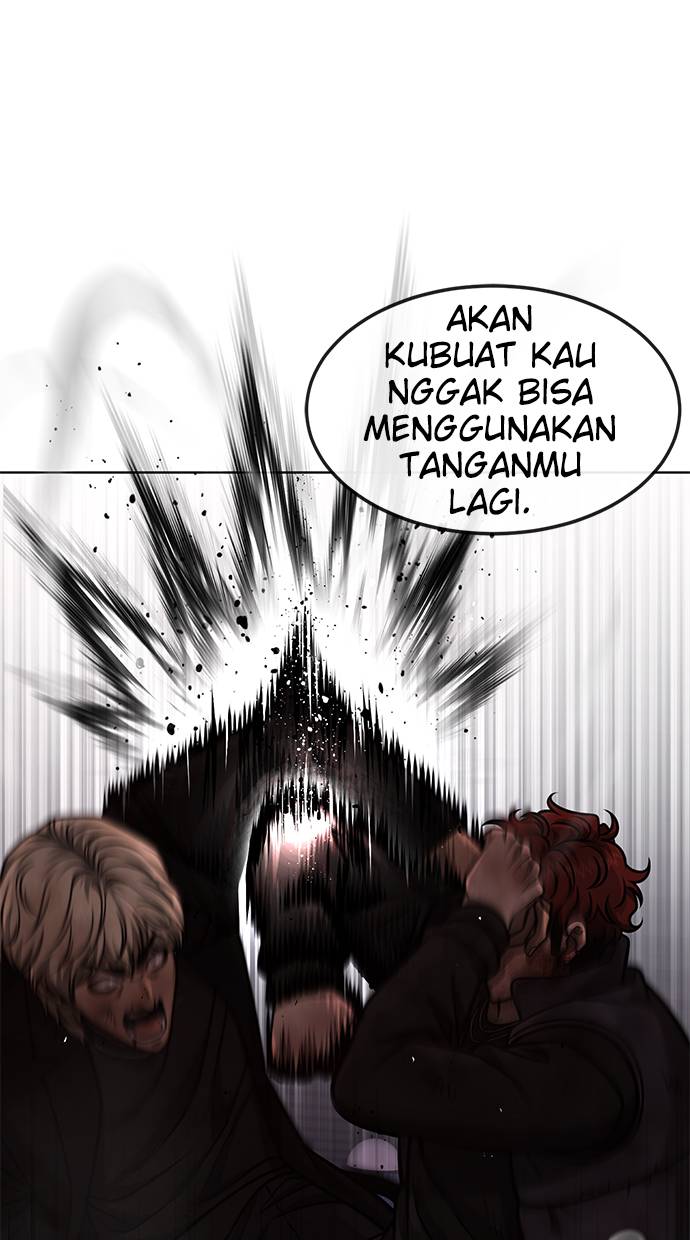 AKAN
KUBUAT KAU
NGGAK BISA
MENGGUNAKAN
TANGANMU
LAGI.